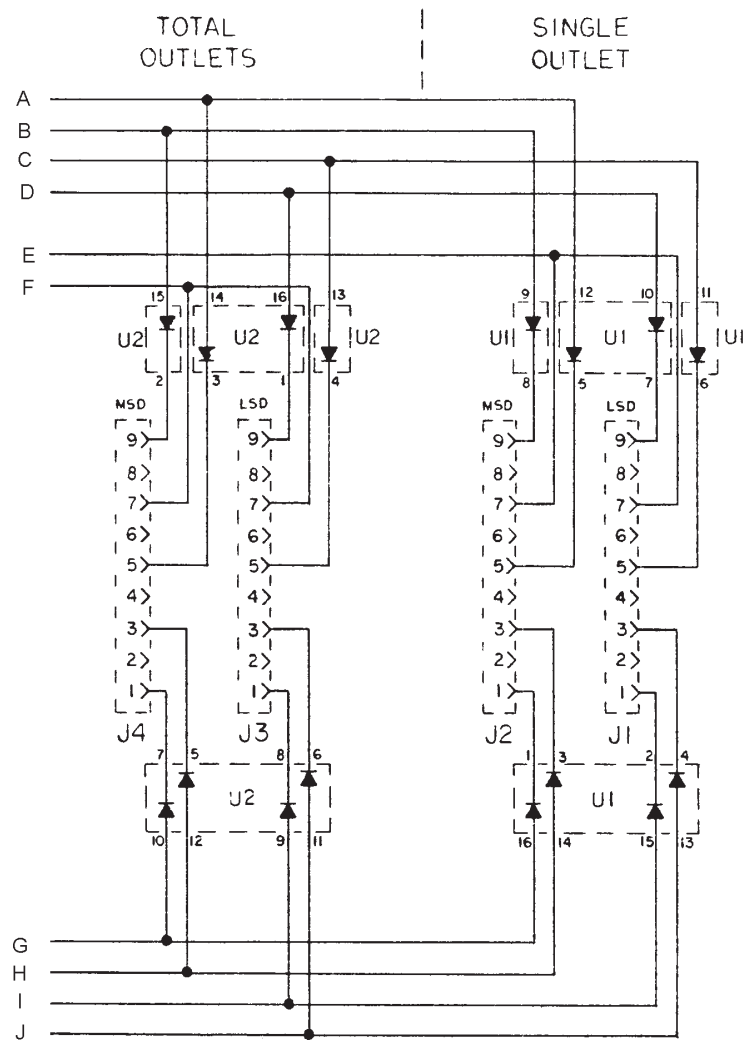 TOTAL OUTLETS
SINGLE OUTLET
A
B
C
D
E
F
15 14 16 13 9 12 10 11
U2 U2 U2 U1 U1 U1
2 3 1 4 8 5 7 6
MSD LSD MSD LSD
9 9 9 9
8 8 8 8
7 7 7 7
6 6 6 6
5 5 5 5
4 4 4 4
3 3 3 3
2 2 2 2
1 1 1 1
J4 J3 J2 J1
7 5 8 6 1 3 2 4
U2 U1
10 12 9 11 16 14 15 13
G
H
I
J